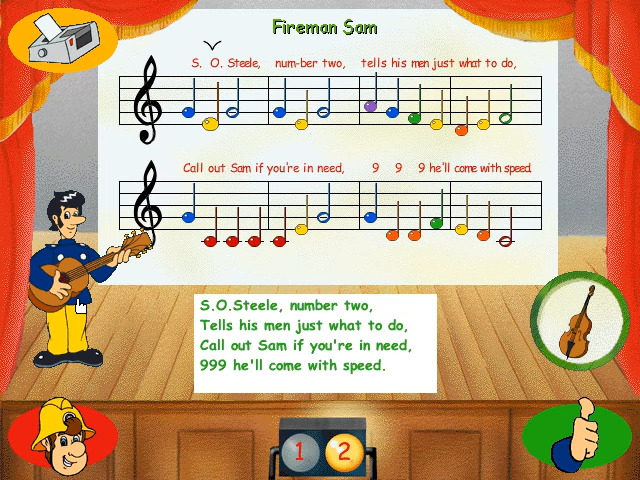 Fireman Sam
S. O. Steele, num-ber two, tells his men just what to do,
Call out Sam if you're in need, 9 9 9 he'll come with speed.
S.O.Steele, number two,
Tells his men just what to do,
Call out Sam if you're in need,
999 he'll come with speed.
1 2